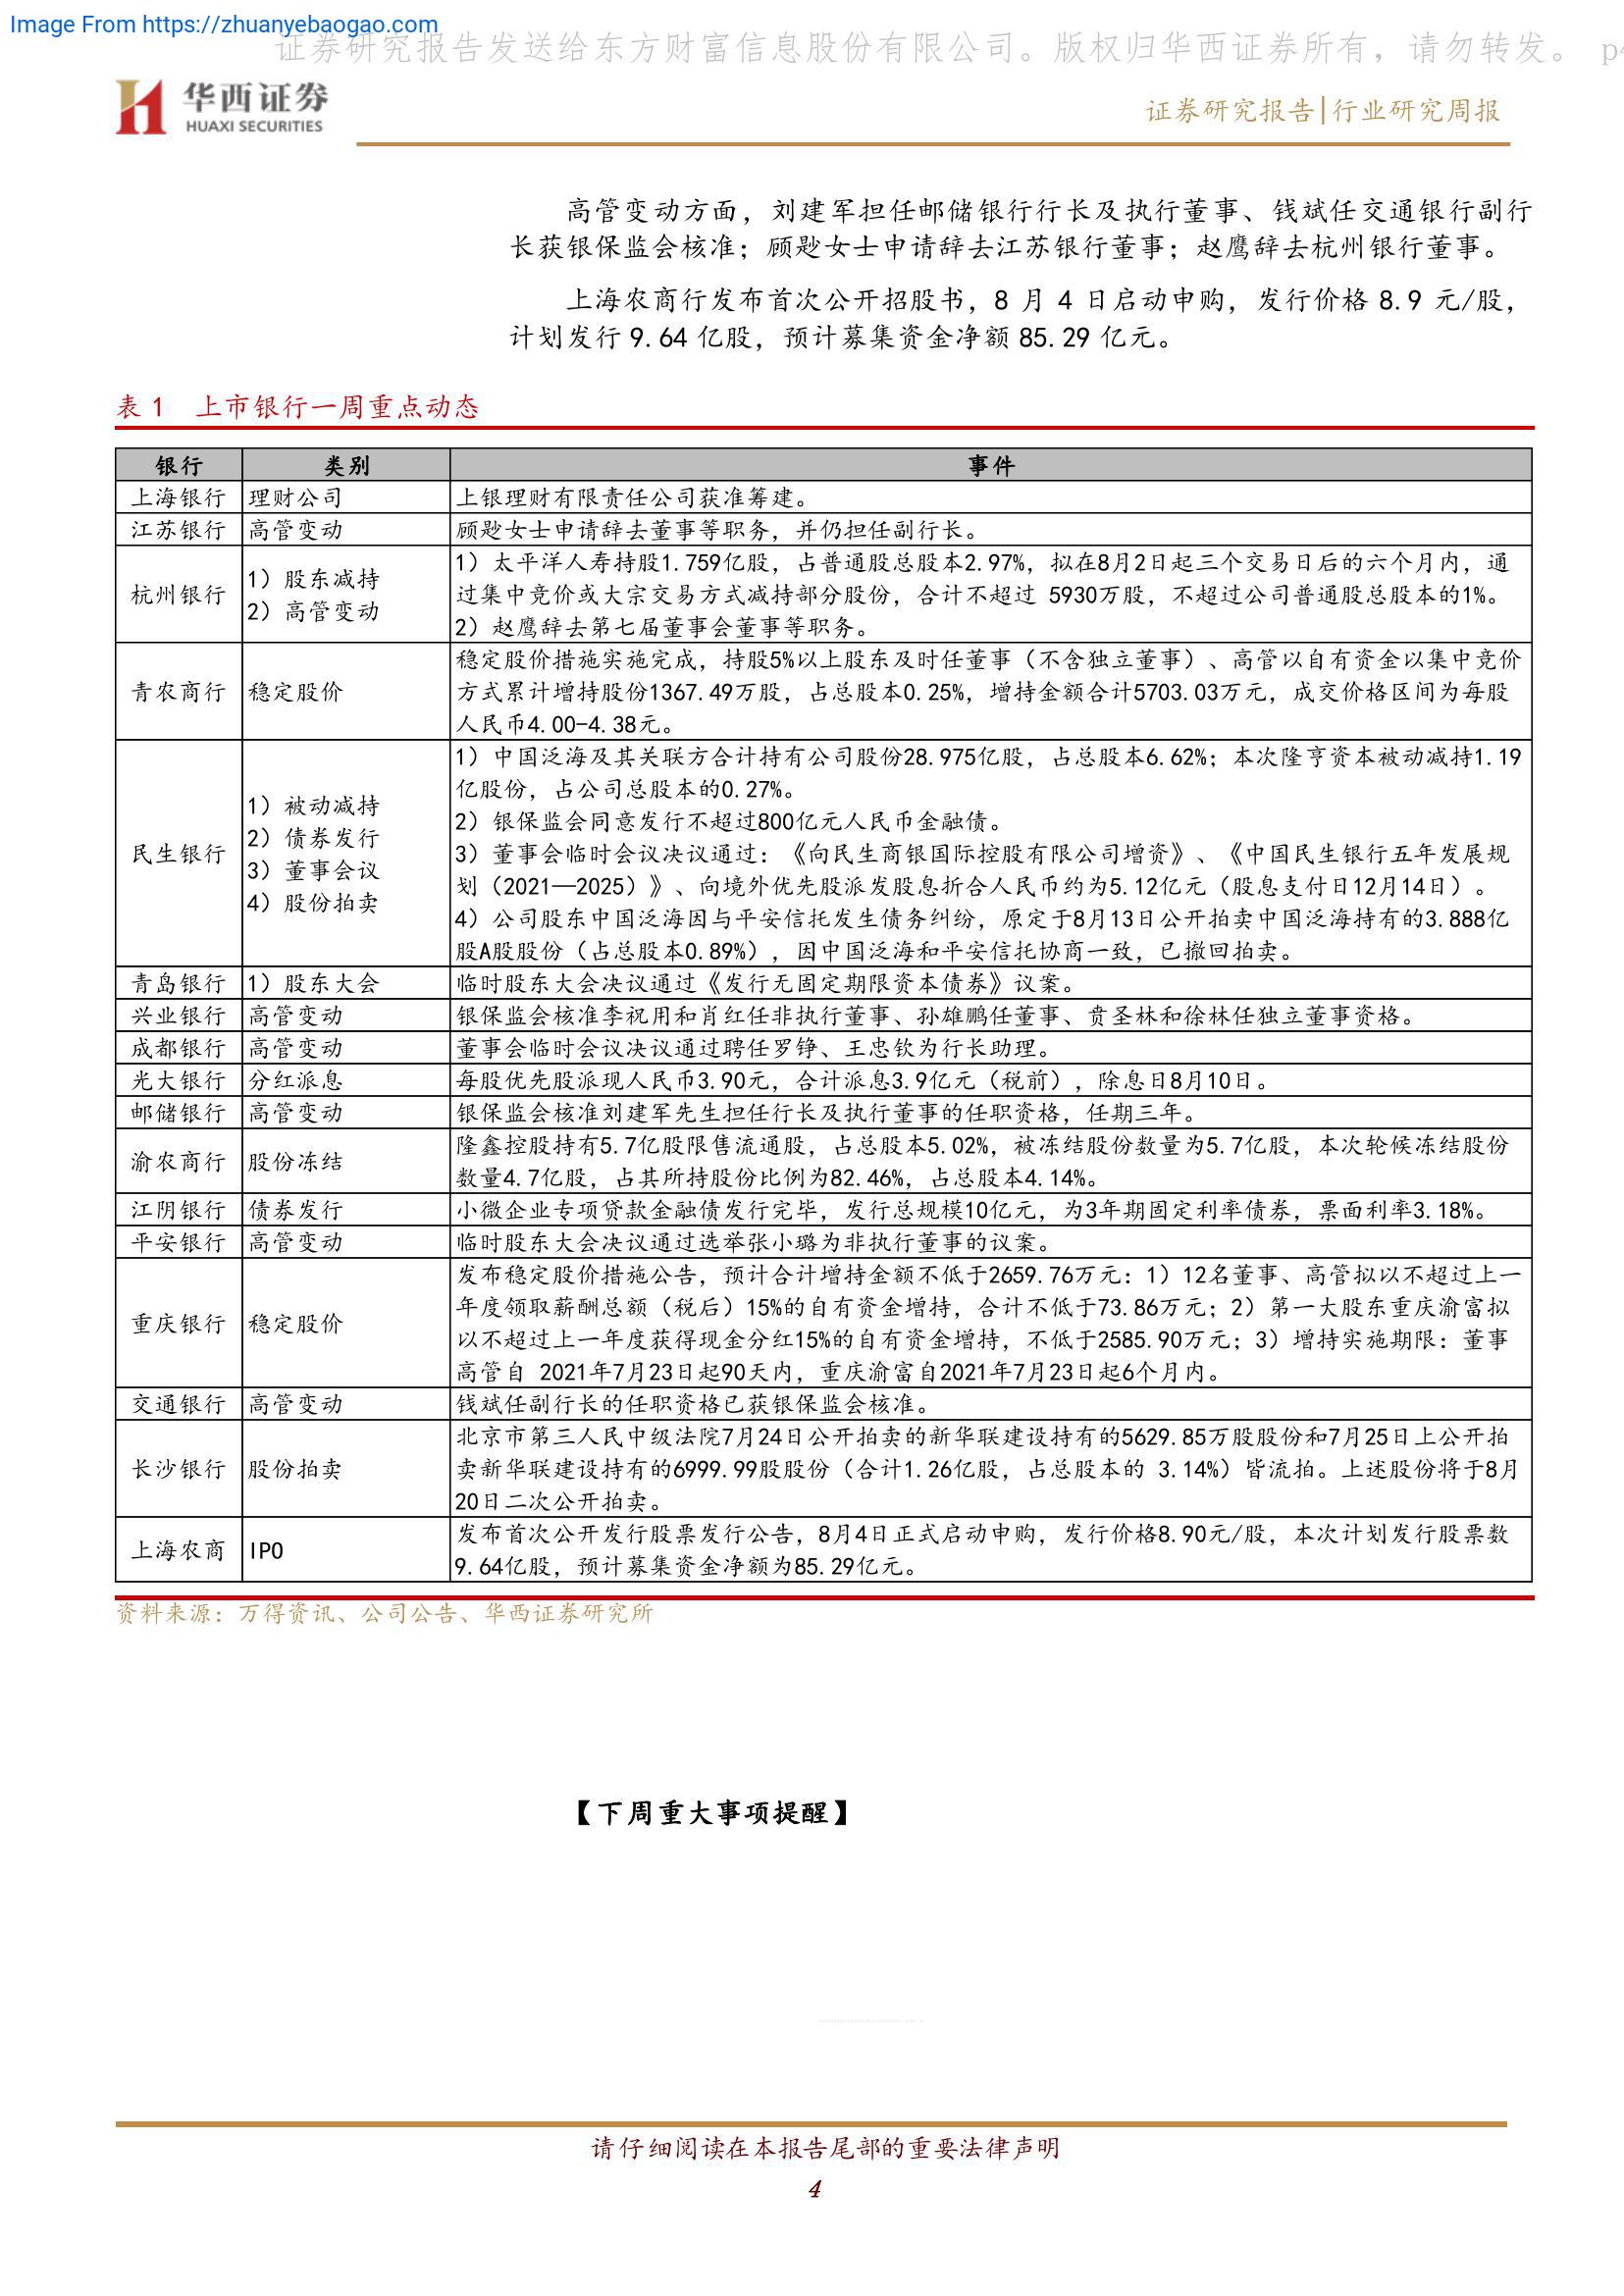 Image From https://zhuanyebaogao.com
证券研究报告发送给东方财富信息股份有限公司。版权归华西证券所有，请勿转发。 p4
华西证券
HUAXI SECURITIES
证券研究报告|行业研究周报
高管变动方面，刘建军担任邮储银行行长及执行董事、钱斌任交通银行副行
长获银保监会核准；顾尟女士申请辞去江苏银行董事；赵鹰辞去杭州银行董事。
上海农商行发布首次公开招股书，8 月 4 日启动申购，发行价格 8.9 元/股，
计划发行 9.64 亿股，预计募集资金净额 85.29 亿元。
表 1 上市银行一周重点动态
银行 类别 事件
上海银行 理财公司 上银理财有限责任公司获准筹建。
江苏银行 高管变动 顾尟女士申请辞去董事等职务，并仍担任副行长。
杭州银行
1）股东减持
2）高管变动
1）太平洋人寿持股1.759亿股，占普通股总股本2.97%，拟在8月2日起三个交易日后的六个月内，通
过集中竞价或大宗交易方式减持部分股份，合计不超过 5930万股，不超过公司普通股总股本的1%。
2）赵鹰辞去第七届董事会董事等职务。
青农商行 稳定股价
稳定股价措施实施完成，持股5%以上股东及时任董事（不含独立董事）、高管以自有资金以集中竞价
方式累计增持股份1367.49万股，占总股本0.25%，增持金额合计5703.03万元，成交价格区间为每股
人民币4.00-4.38元。
民生银行
1）被动减持
2）债券发行
3）董事会议
4）股份拍卖
1）中国泛海及其关联方合计持有公司股份28.975亿股，占总股本6.62%；本次隆亨资本被动减持1.19
亿股份，占公司总股本的0.27%。
2）银保监会同意发行不超过800亿元人民币金融债。
3）董事会临时会议决议通过：《向民生商银国际控股有限公司增资》、《中国民生银行五年发展规
划（2021—2025）》、向境外优先股派发股息折合人民币约为5.12亿元（股息支付日12月14日）。
4）公司股东中国泛海因与平安信托发生债务纠纷，原定于8月13日公开拍卖中国泛海持有的3.888亿
股A股股份（占总股本0.89%），因中国泛海和平安信托协商一致，已撤回拍卖。
青岛银行 1）股东大会 临时股东大会决议通过《发行无固定期限资本债券》议案。
兴业银行 高管变动 银保监会核准李祝用和肖红任非执行董事、孙雄鹏任董事、贲圣林和徐林任独立董事资格。
成都银行 高管变动 董事会临时会议决议通过聘任罗铮、王忠钦为行长助理。
光大银行 分红派息 每股优先股派现人民币3.90元，合计派息3.9亿元（税前），除息日8月10日。
邮储银行 高管变动 银保监会核准刘建军先生担任行长及执行董事的任职资格，任期三年。
渝农商行 股份冻结
隆鑫控股持有5.7亿股限售流通股，占总股本5.02%，被冻结股份数量为5.7亿股，本次轮候冻结股份
数量4.7亿股，占其所持股份比例为82.46%，占总股本4.14%。
江阴银行 债券发行 小微企业专项贷款金融债发行完毕，发行总规模10亿元，为3年期固定利率债券，票面利率3.18%。
平安银行 高管变动 临时股东大会决议通过选举张小璐为非执行董事的议案。
重庆银行 稳定股价
发布稳定股价措施公告，预计合计增持金额不低于2659.76万元：1）12名董事、高管拟以不超过上一
年度领取薪酬总额（税后）15%的自有资金增持，合计不低于73.86万元；2）第一大股东重庆渝富拟
以不超过上一年度获得现金分红15%的自有资金增持，不低于2585.90万元；3）增持实施期限：董事
高管自 2021年7月23日起90天内，重庆渝富自2021年7月23日起6个月内。
交通银行 高管变动 钱斌任副行长的任职资格已获银保监会核准。
长沙银行 股份拍卖
北京市第三人民中级法院7月24日公开拍卖的新华联建设持有的5629.85万股股份和7月25日上公开拍
卖新华联建设持有的6999.99股股份（合计1.26亿股，占总股本的 3.14%）皆流拍。上述股份将于8月
20日二次公开拍卖。
上海农商 IPO
发布首次公开发行股票发行公告，8月4日正式启动申购，发行价格8.90元/股，本次计划发行股票数
9.64亿股，预计募集资金净额为85.29亿元。
资料来源：万得资讯、公司公告、华西证券研究所
【下周重大事项提醒】
请仔细阅读在本报告尾部的重要法律声明
4